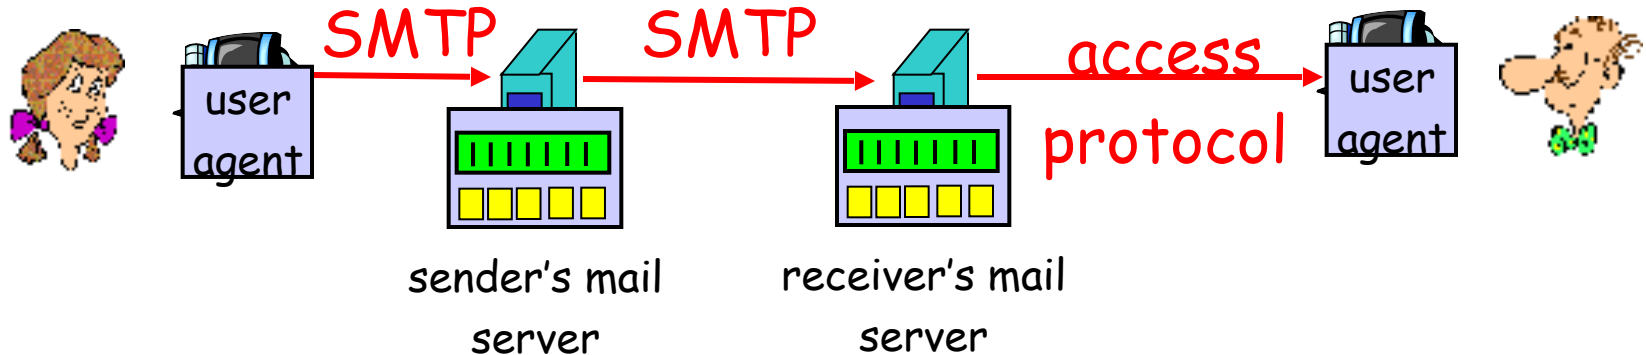 SMTP
SMTP
access
protocol
user
agent
user
agent
sender's mail
server
receiver's mail
server